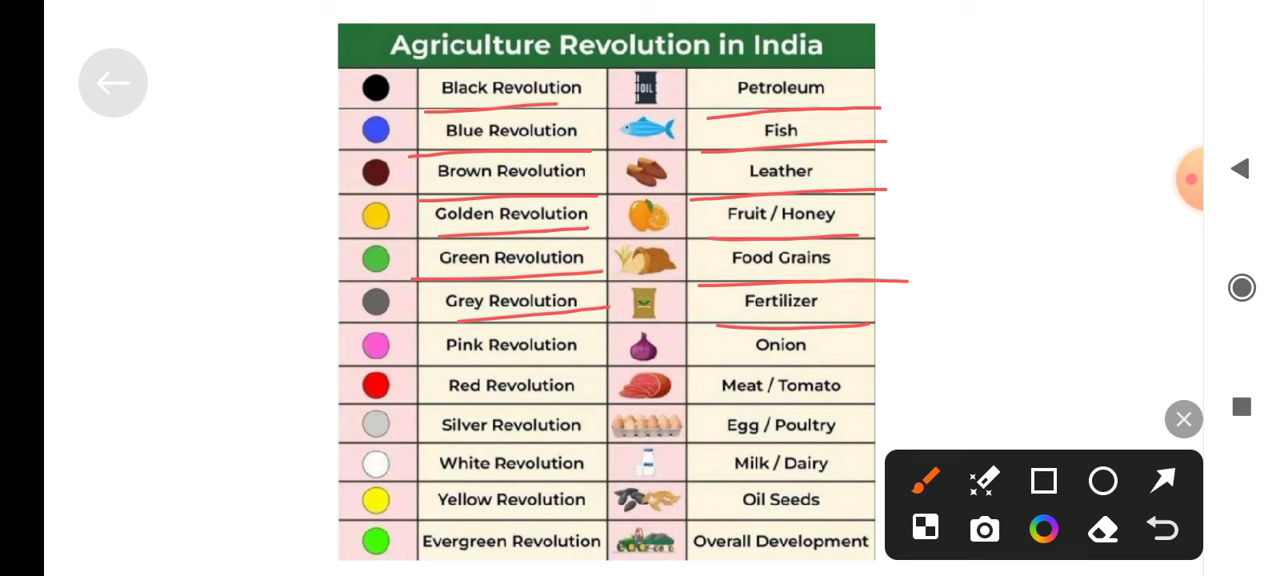 Agriculture Revolution in India
Black Revolution OIL Petroleum
Blue Revolution Fish
Brown Revolution Leather
Golden Revolution Fruit / Honey
Green Revolution Food Grains
Grey Revolution Fertilizer
Pink Revolution Onion
Red Revolution Meat / Tomato
Silver Revolution Egg / Poultry
White Revolution Milk / Dairy
Yellow Revolution Oil Seeds
Evergreen Revolution Overall Development